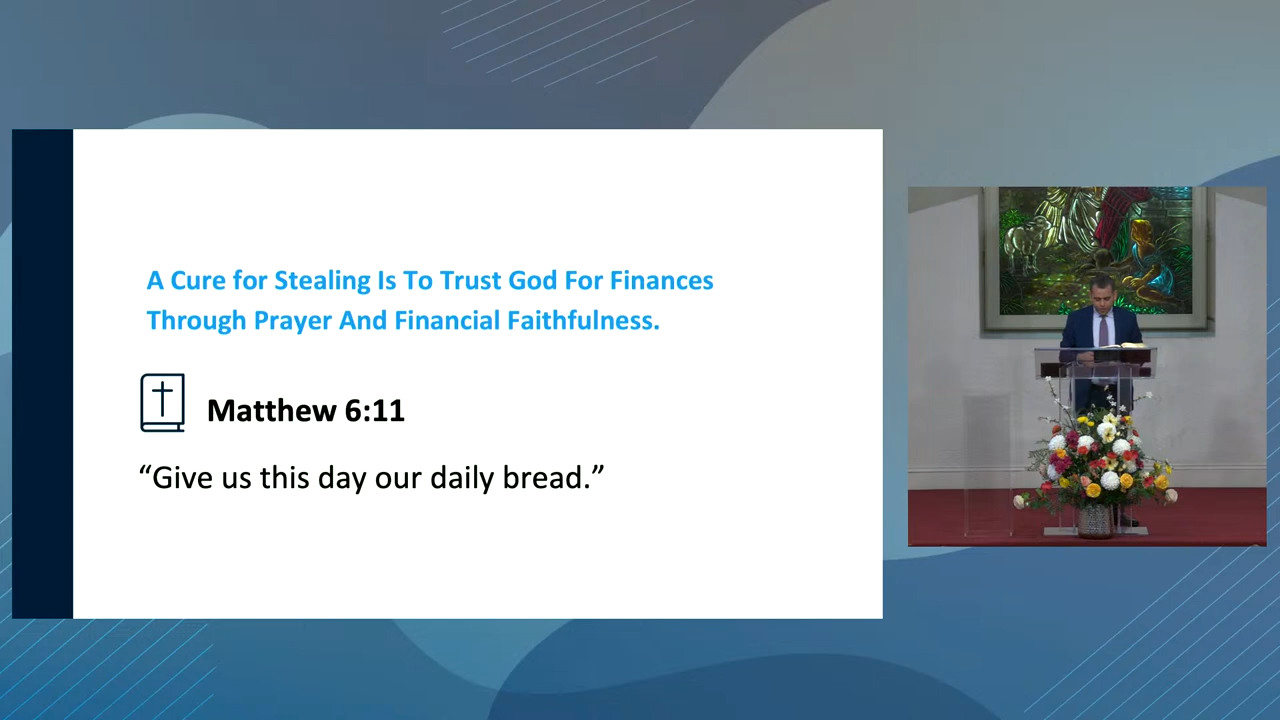 A Cure for Stealing Is To Trust God For Finances
Through Prayer And Financial Faithfulness.
Matthew 6:11
“Give us this day our daily bread.”